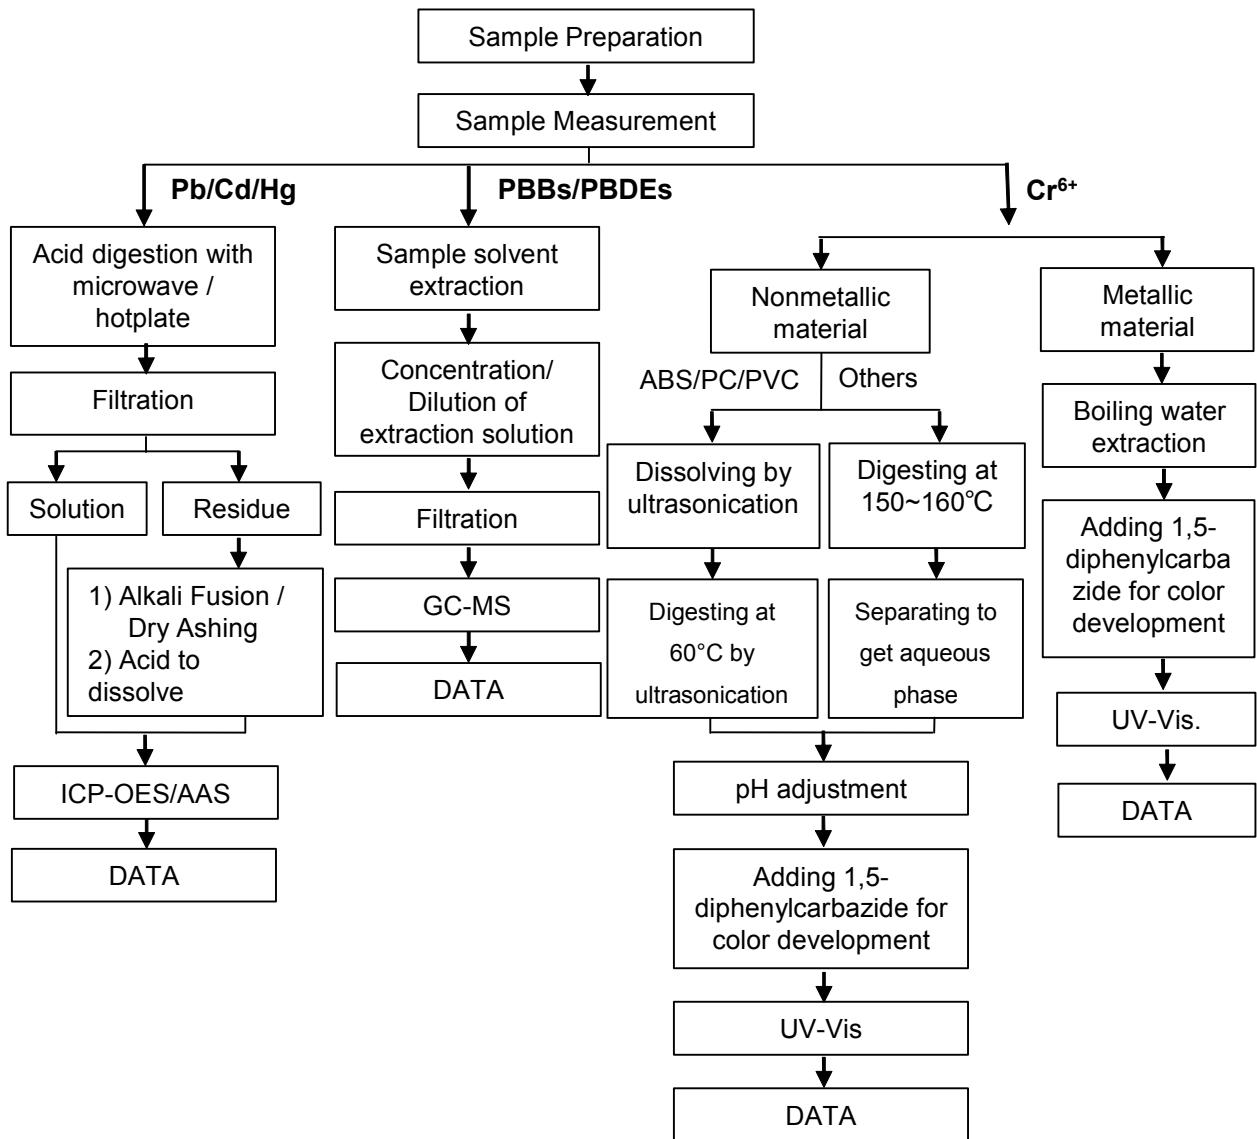 Sample Preparation
Sample Measurement
Pb/Cd/Hg
PBBs/PBDEs
Cr⁶⁺
Acid digestion with
microwave /
hotplate
Filtration
Solution
Residue
1) Alkali Fusion /
Dry Ashing
2) Acid to
dissolve
ICP-OES/AAS
DATA
Sample solvent
extraction
Concentration/
Dilution of
extraction solution
Filtration
GC-MS
DATA
Nonmetallic
material
ABS/PC/PVC
Others
Dissolving by
ultrasonication
Digesting at
60°C by
ultrasonication
Digesting at
150~160℃
Separating to
get aqueous
phase
pH adjustment
Adding 1,5-
diphenylcarbazide for
color development
UV-Vis
DATA
Metallic
material
Boiling water
extraction
Adding 1,5-
diphenylcarba
zide for color
development
UV-Vis.
DATA